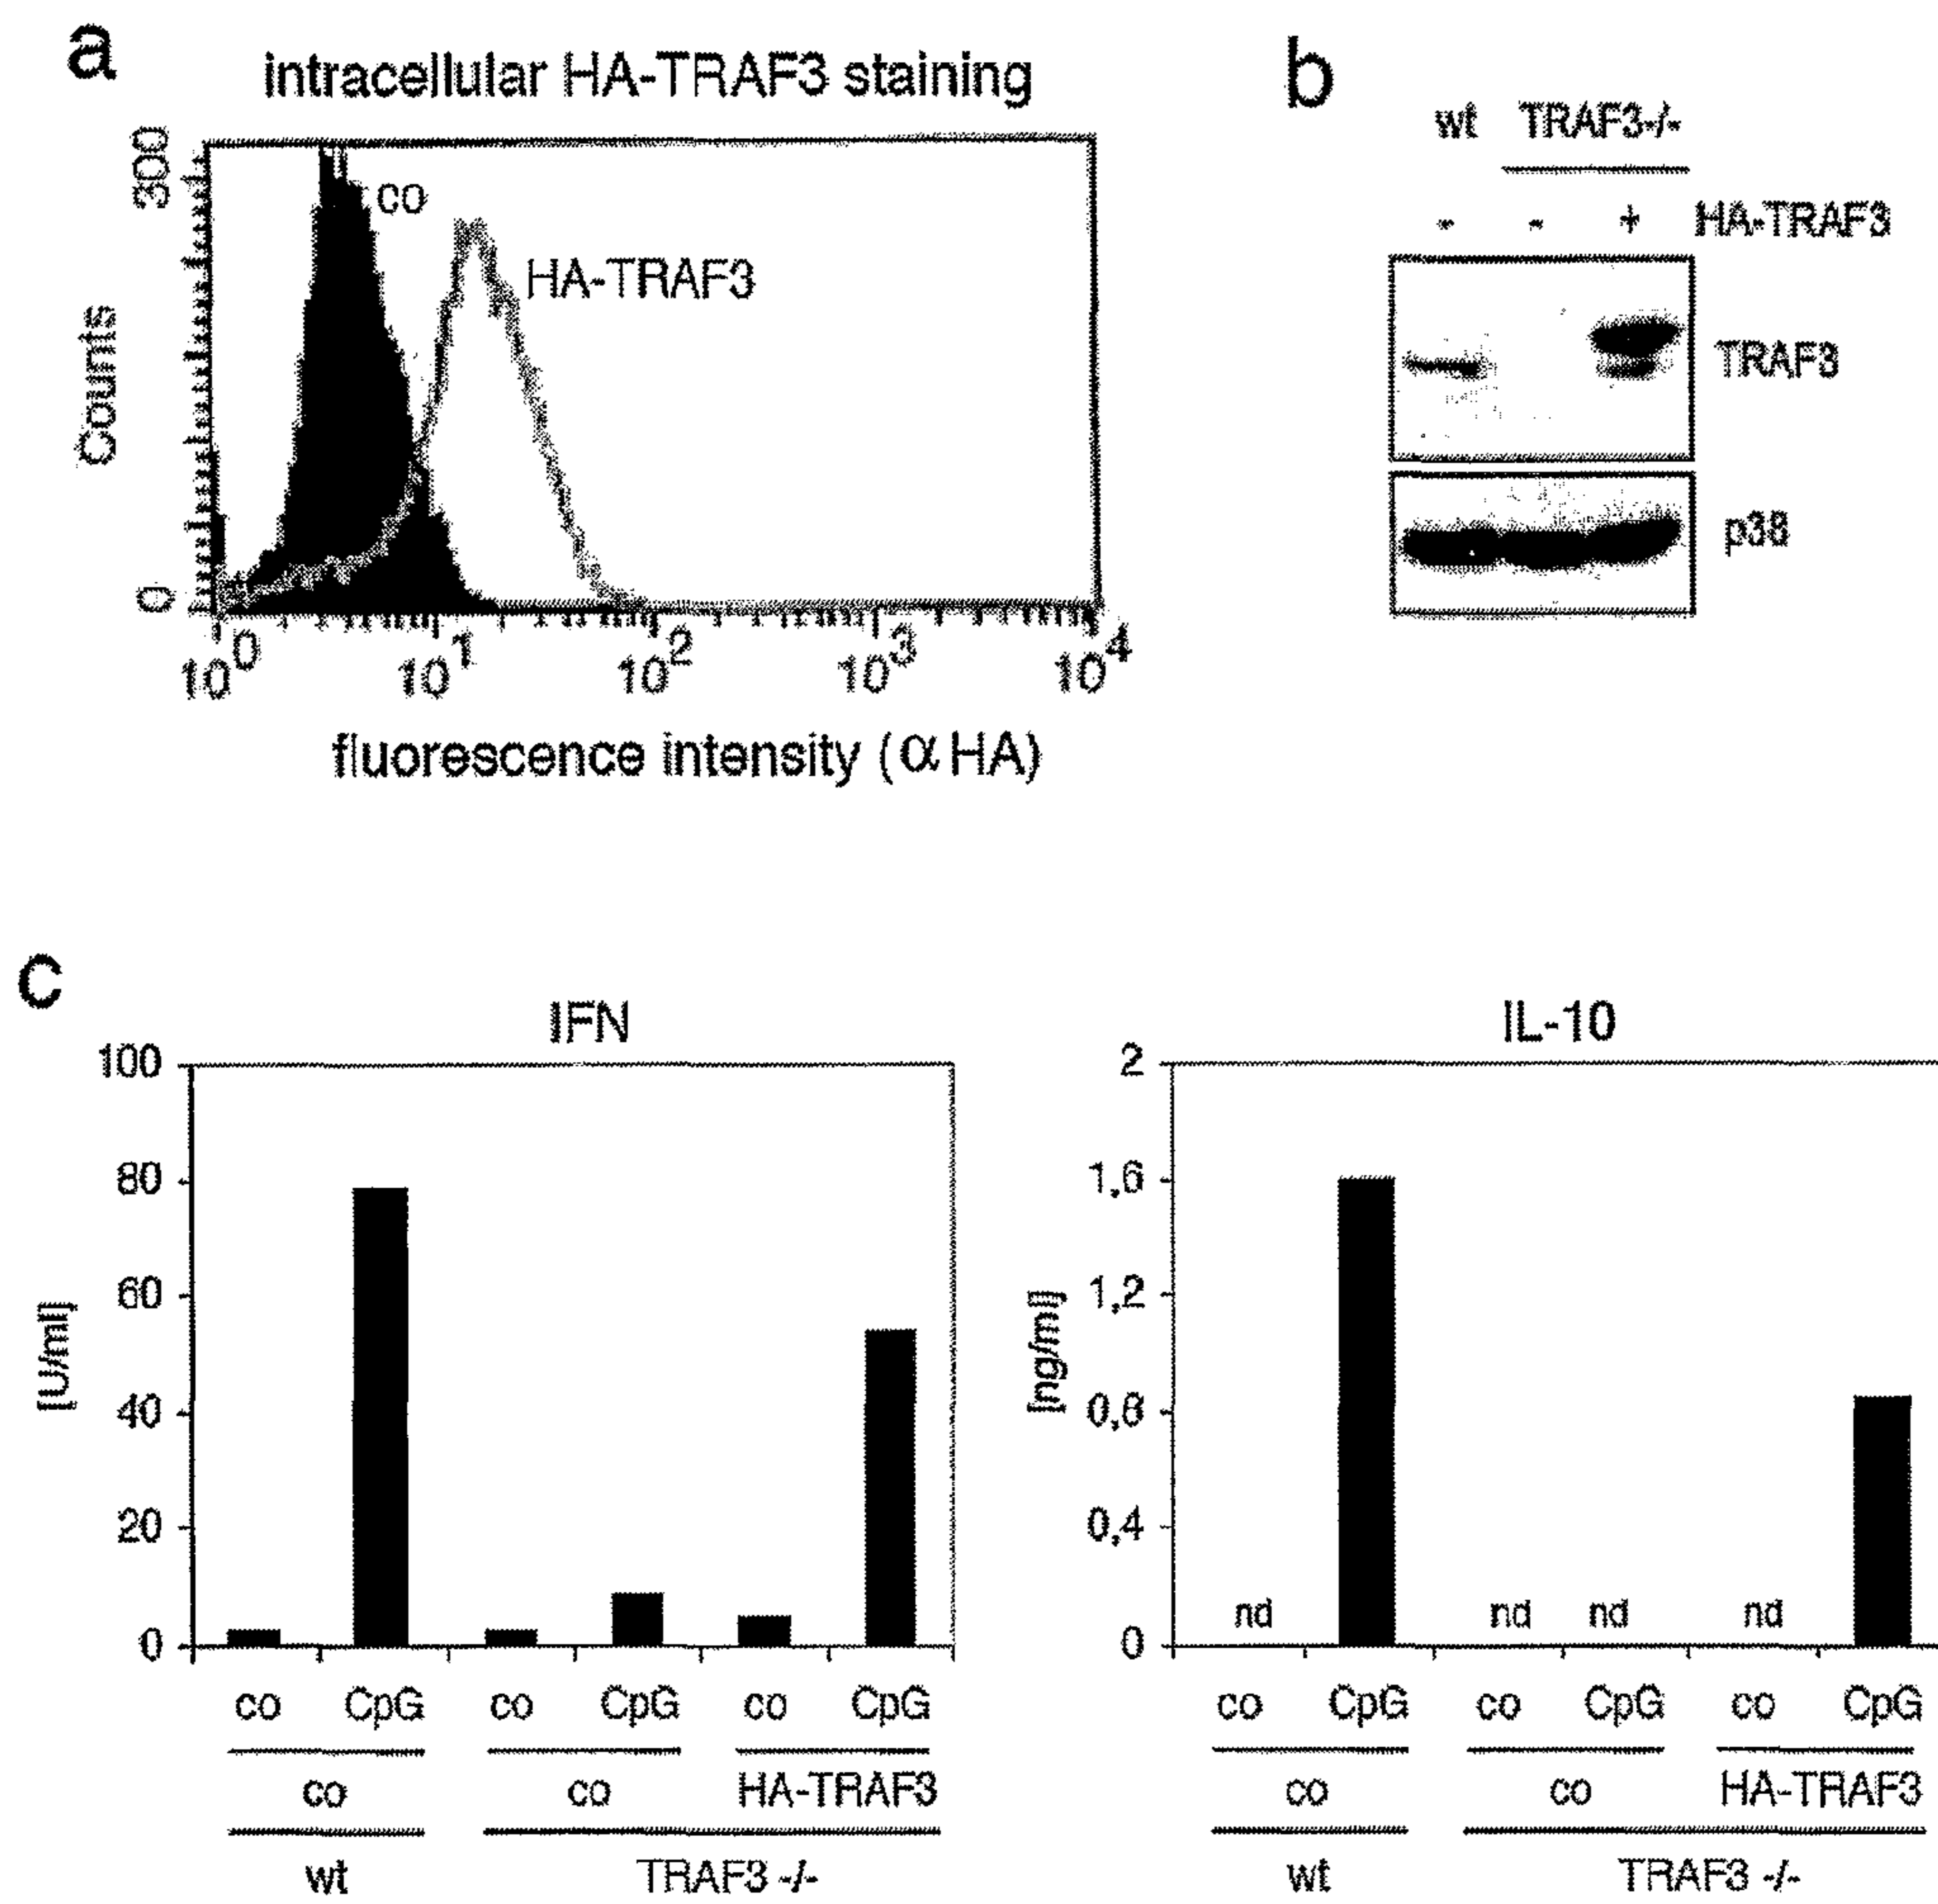 a
intracellular HA-TRAF3 staining
300
co
HA-TRAF3
Counts
0
10^0 10^1 10^2 10^3 10^4
fluorescence intensity (α HA)
b
wt TRAF3-/-
- - + HA-TRAF3
TRAF3
p38
c
IFN
100
80
60
40
20
0
[U/ml]
co CpG co CpG co CpG
co co HA-TRAF3
wt TRAF3 -/-
IL-10
2
1,6
1,2
0,8
0,4
0
[ng/ml]
nd nd nd nd
co CpG co CpG co CpG
co co HA-TRAF3
wt TRAF3 -/-